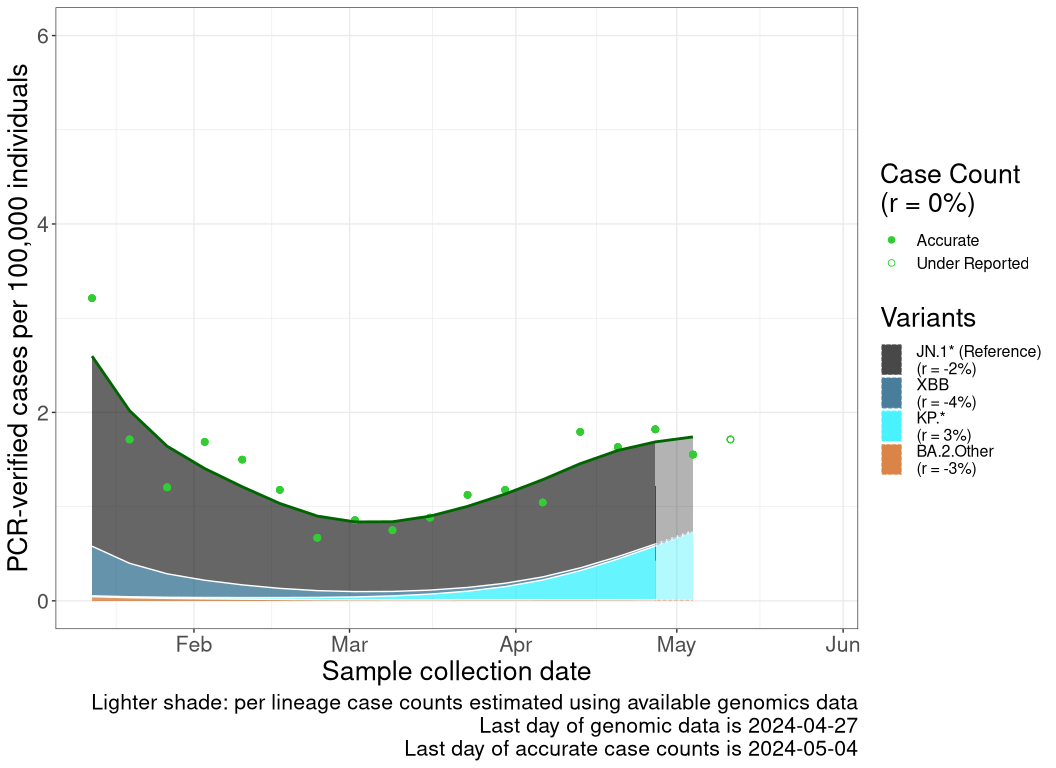 PCR-verified cases per 100,000 individuals
6
4
2
0
Feb
Mar
Apr
May
Jun
Sample collection date
Lighter shade: per lineage case counts estimated using available genomics data
Last day of genomic data is 2024-04-27
Last day of accurate case counts is 2024-05-04
Case Count
(r = 0%)
Accurate
Under Reported
Variants
JN.1* (Reference)
(r = -2%)
XBB
(r = -4%)
KP.*
(r = 3%)
BA.2.Other
(r = -3%)